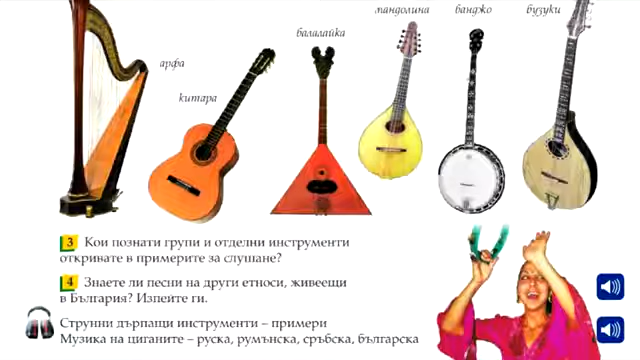 мандолина
банджо
бузуки
балалайка
арфа
китара
3 Кои познати групи и отделни инструменти
откривате в примерите за слушане?
4 Знаете ли песни на други етноси, живеещи
в България? Изпейте ги.
Струнни дърпащи инструменти – примери
Музика на циганите – руска, румънска, сръбска, българска